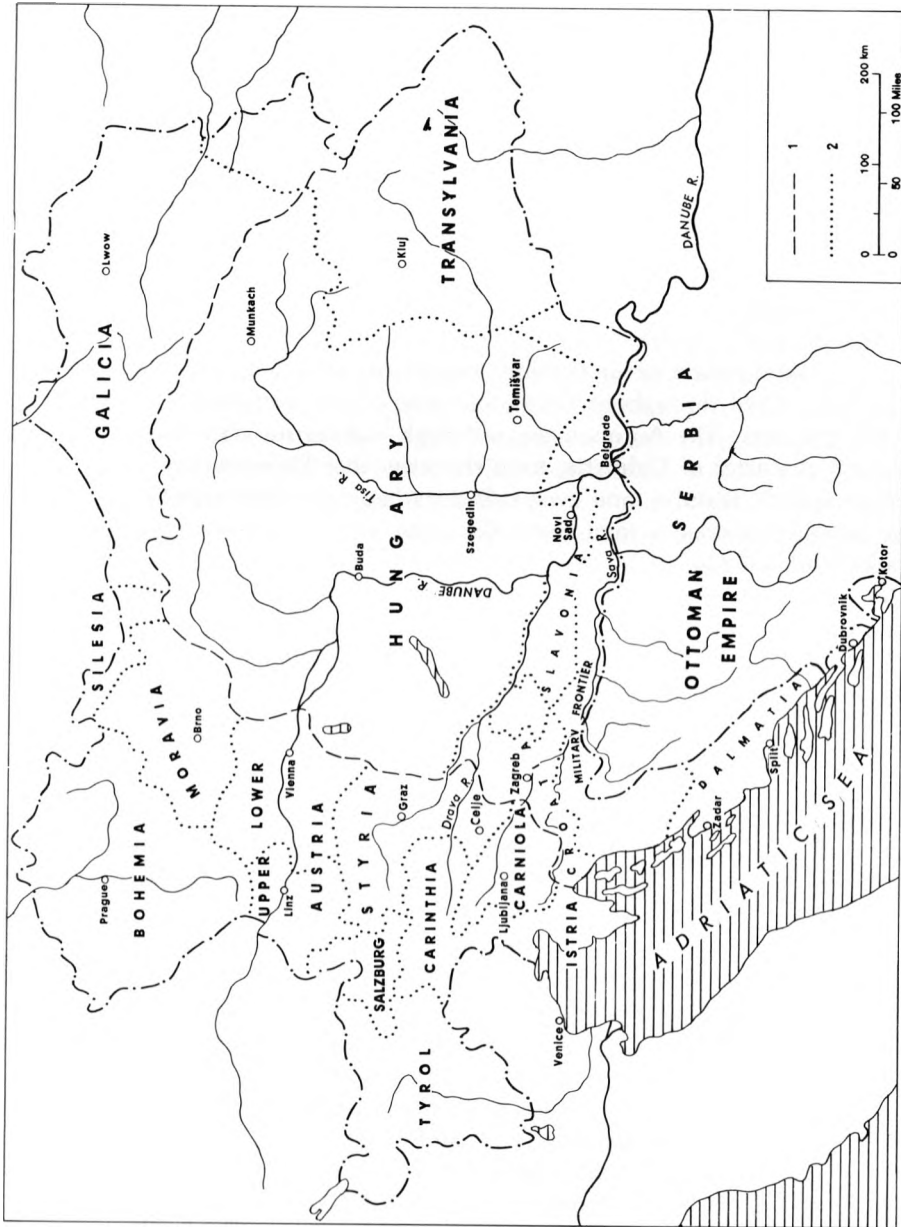 GALICIA
Lwow
SILESIA
MORAVIA
Brno
BOHEMIA
Prague
Munkach
Kluj
TRANSYLVANIA
HUNGARY
Tisa R.
Buda
DANUBE R.
Szegedin
Temišvar
LOWER
UPPER
AUSTRIA
Vienna
Linz
STYRIA
Graz
SALZBURG
CARINTHIA
TYROL
Drava R.
Celje
Ljubljana
CARNIOLA
Zagreb
CROATIA
SLAVONIA
MILITARY FRONTIER
Novi
Sad
Sava R.
Belgrade
SERBIA
DANUBE R.
OTTOMAN
EMPIRE
ISTRIA
Venice
DALMATIA
Zadar
Split
Dubrovnik
Kotor
ADRIATIC SEA
1
2
0 100 200 km
0 50 100 Miles